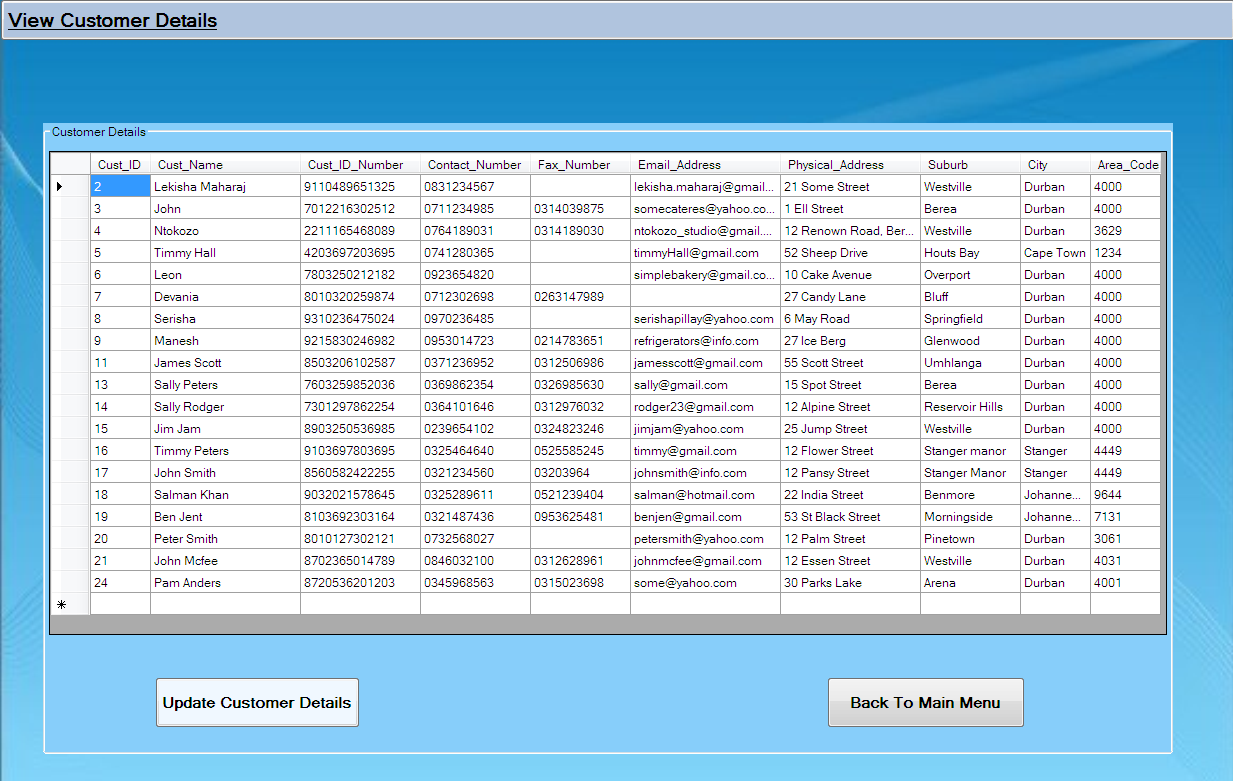 View Customer Details
Customer Details
Cust_ID Cust_Name Cust_ID_Number Contact_Number Fax_Number Email_Address Physical_Address Suburb City Area_Code
2 Lekisha Maharaj 9110489651325 0831234567 lekisha.maharaj@gmail... 21 Some Street Westville Durban 4000
3 John 7012216302512 0711234985 0314039875 somecateres@yahoo.co... 1 Ell Street Berea Durban 4000
4 Ntokozo 2211165468089 0764189031 0314189030 ntokozo_studio@gmail.... 12 Renown Road, Ber... Westville Durban 3629
5 Timmy Hall 4203697203695 0741280365 timmyHall@gmail.com 52 Sheep Drive Houts Bay Cape Town 1234
6 Leon 7803250212182 0923654820 simplebakery@gmail.co... 10 Cake Avenue Overport Durban 4000
7 Devania 8010320259874 0712302698 0263147989 27 Candy Lane Bluff Durban 4000
8 Serisha 9310236475024 0970236485 serishapillay@yahoo.com 6 May Road Springfield Durban 4000
9 Manesh 9215830246982 0953014723 0214783651 refrigerators@info.com 27 Ice Berg Glenwood Durban 4000
11 James Scott 8503206102587 0371236952 0312506986 jamesscott@gmail.com 55 Scott Street Umhlanga Durban 4000
13 Sally Peters 7603259852036 0369862354 0326985630 sally@gmail.com 15 Spot Street Berea Durban 4000
14 Sally Rodger 7301297862254 0364101646 0312976032 rodger23@gmail.com 12 Alpine Street Reservoir Hills Durban 4000
15 Jim Jam 8903250536985 0239654102 0324823246 jimjam@yahoo.com 25 Jump Street Westville Durban 4000
16 Timmy Peters 9103697803695 0325464640 0525585245 timmy@gmail.com 12 Flower Street Stanger manor Stanger 4449
17 John Smith 8560582422255 0321234560 03203964 johnsmith@info.com 12 Pansy Street Stanger Manor Stanger 4449
18 Salman Khan 9032021578645 0325289611 0521239404 salman@hotmail.com 22 India Street Benmore Johanne... 9644
19 Ben Jent 8103692303164 0321487436 0953625481 benjen@gmail.com 53 St Black Street Morningside Johanne... 7131
20 Peter Smith 8010127302121 0732568027 petersmith@yahoo.com 12 Palm Street Pinetown Durban 3061
21 John Mcfee 8702365014789 0846032100 0312628961 johnmcfee@gmail.com 12 Essen Street Westville Durban 4031
24 Pam Anders 8720536201203 0345968563 0315023698 some@yahoo.com 30 Parks Lake Arena Durban 4001
Update Customer Details Back To Main Menu